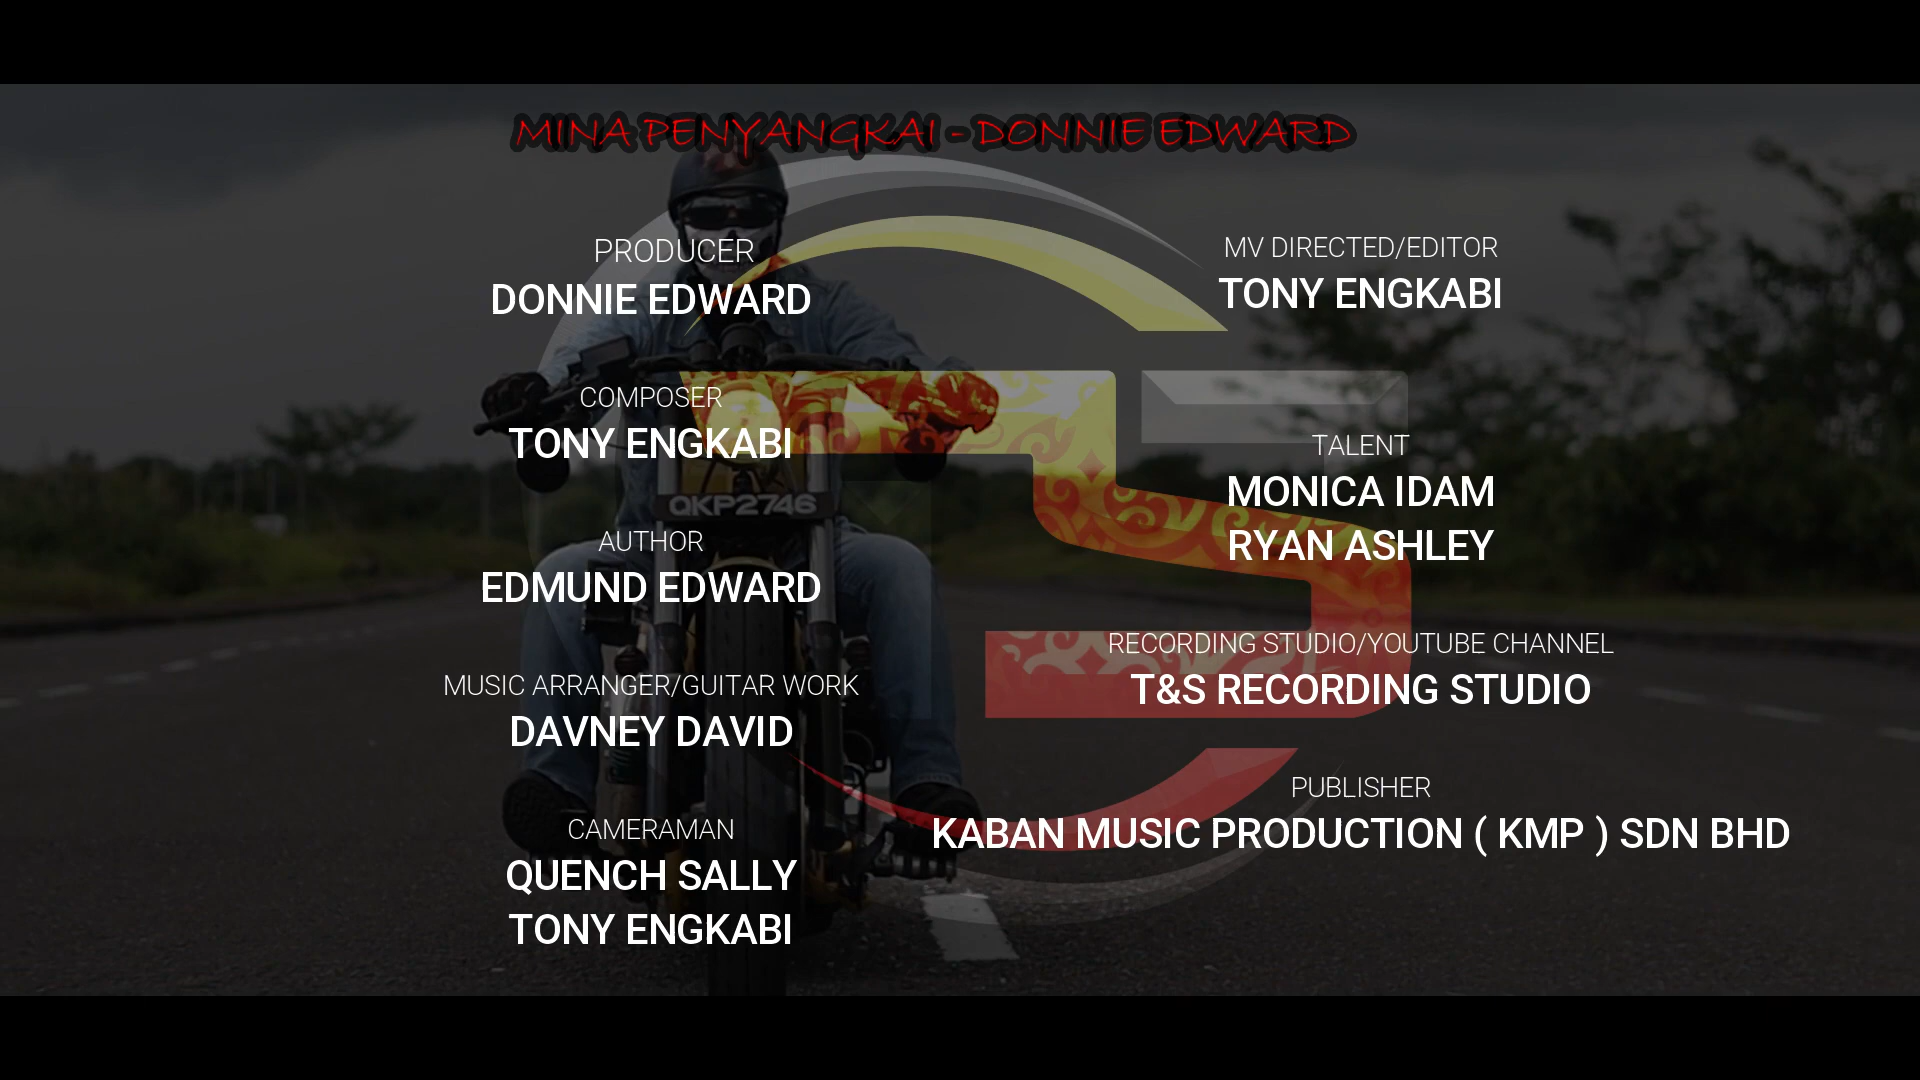 MINA PENYANGKAI - DONNIE EDWARD
PRODUCER
DONNIE EDWARD
COMPOSER
TONY ENGKABI
QKP2746
AUTHOR
EDMUND EDWARD
MUSIC ARRANGER/GUITAR WORK
DAVNEY DAVID
CAMERAMAN
QUENCH SALLY
TONY ENGKABI
MV DIRECTED/EDITOR
TONY ENGKABI
TALENT
MONICA IDAM
RYAN ASHLEY
RECORDING STUDIO/YOUTUBE CHANNEL
T&S RECORDING STUDIO
PUBLISHER
KABAN MUSIC PRODUCTION ( KMP ) SDN BHD